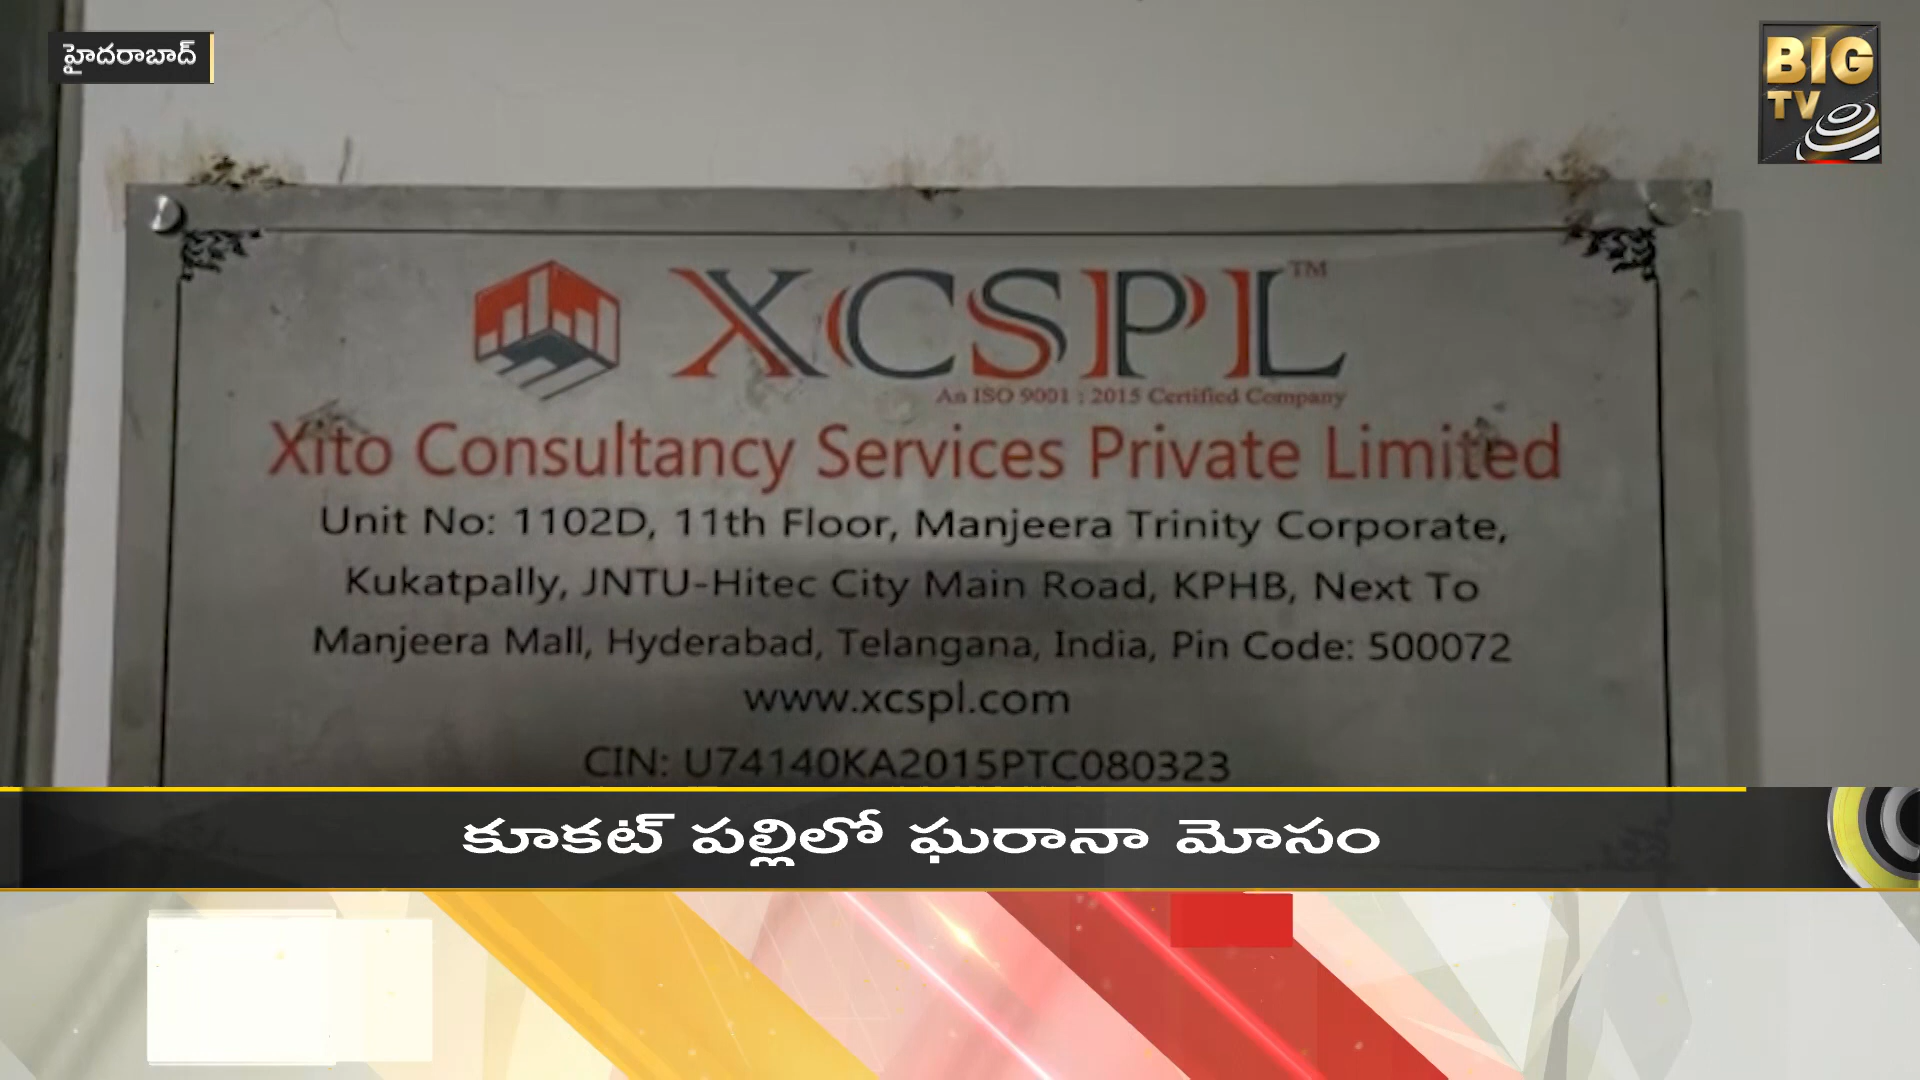 హైదరాబాద్
BIG
TV
XCSPL™
An ISO 9001 : 2015 Certified Company
Xito Consultancy Services Private Limited
Unit No: 1102D, 11th Floor, Manjeera Trinity Corporate,
Kukatpally, JNTU-Hitec City Main Road, KPHB, Next To
Manjeera Mall, Hyderabad, Telangana, India, Pin Code: 500072
www.xcspl.com
CIN: U74140KA2015PTC080323
కూకట్ పల్లిలో ఘరానా మోసం